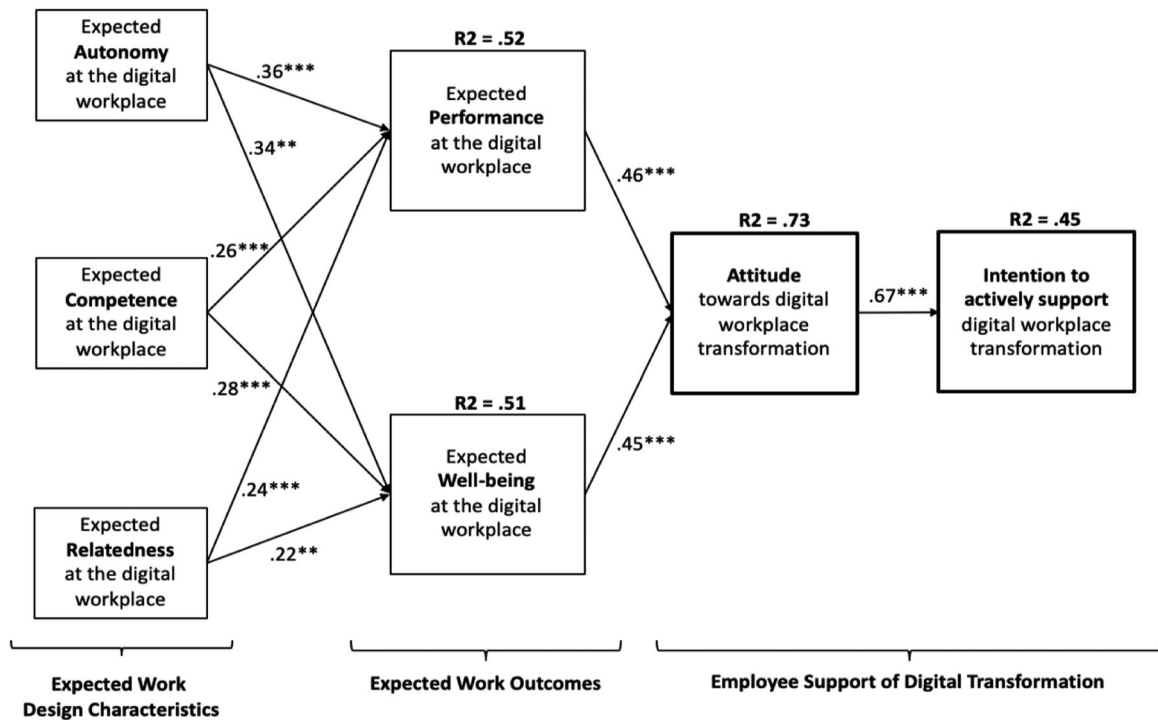 Expected
Autonomy
at the digital
workplace
.36***
.34**
Expected
Competence
at the digital
workplace
.26***
.28***
Expected
Relatedness
at the digital
workplace
.24***
.22**
R2 = .52
Expected
Performance
at the digital
workplace
R2 = .51
Expected
Well-being
at the digital
workplace
.46***
.45***
R2 = .73
Attitude
towards digital
workplace
transformation
.67***
R2 = .45
Intention to
actively support
digital workplace
transformation
Expected Work
Design Characteristics
Expected Work Outcomes
Employee Support of Digital Transformation